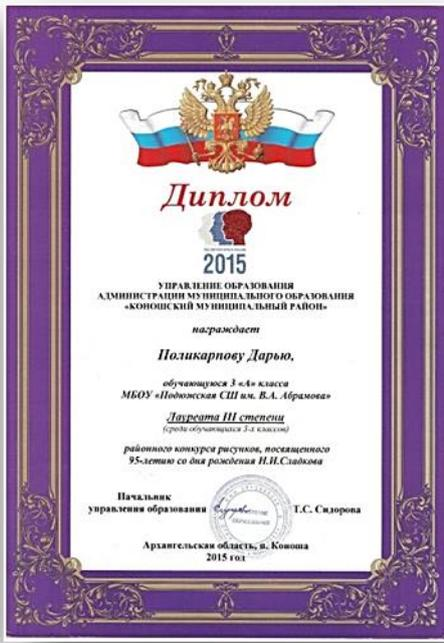 Диплом
2015
УПРАВЛЕНИЕ ОБРАЗОВАНИЯ
АДМИНИСТРАЦИИ МУНИЦИПАЛЬНОГО ОБРАЗОВАНИЯ
«КОНОШСКИЙ МУНИЦИПАЛЬНЫЙ РАЙОН»
награждает
Поликарпову Дарью,
обучающуюся 3 «А» класса
МБОУ «Подюжская СШ им. В.А. Абрамова»
Лауреата III степени
(среди обучающихся 3-х классов)
районного конкурса рисунков, посвященного
95-летию со дня рождения Н.И.Сладкова
Начальник
управления образования Т.С. Сидорова
Архангельская область, п. Коноша
2015 год